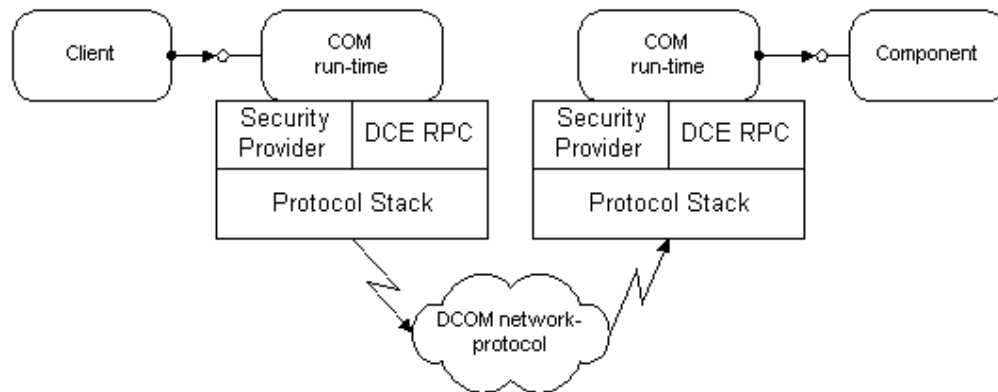 Client
COM
run-time
COM
run-time
Component
Security
Provider
DCE RPC
Security
Provider
DCE RPC
Protocol Stack
Protocol Stack
DCOM network-
protocol